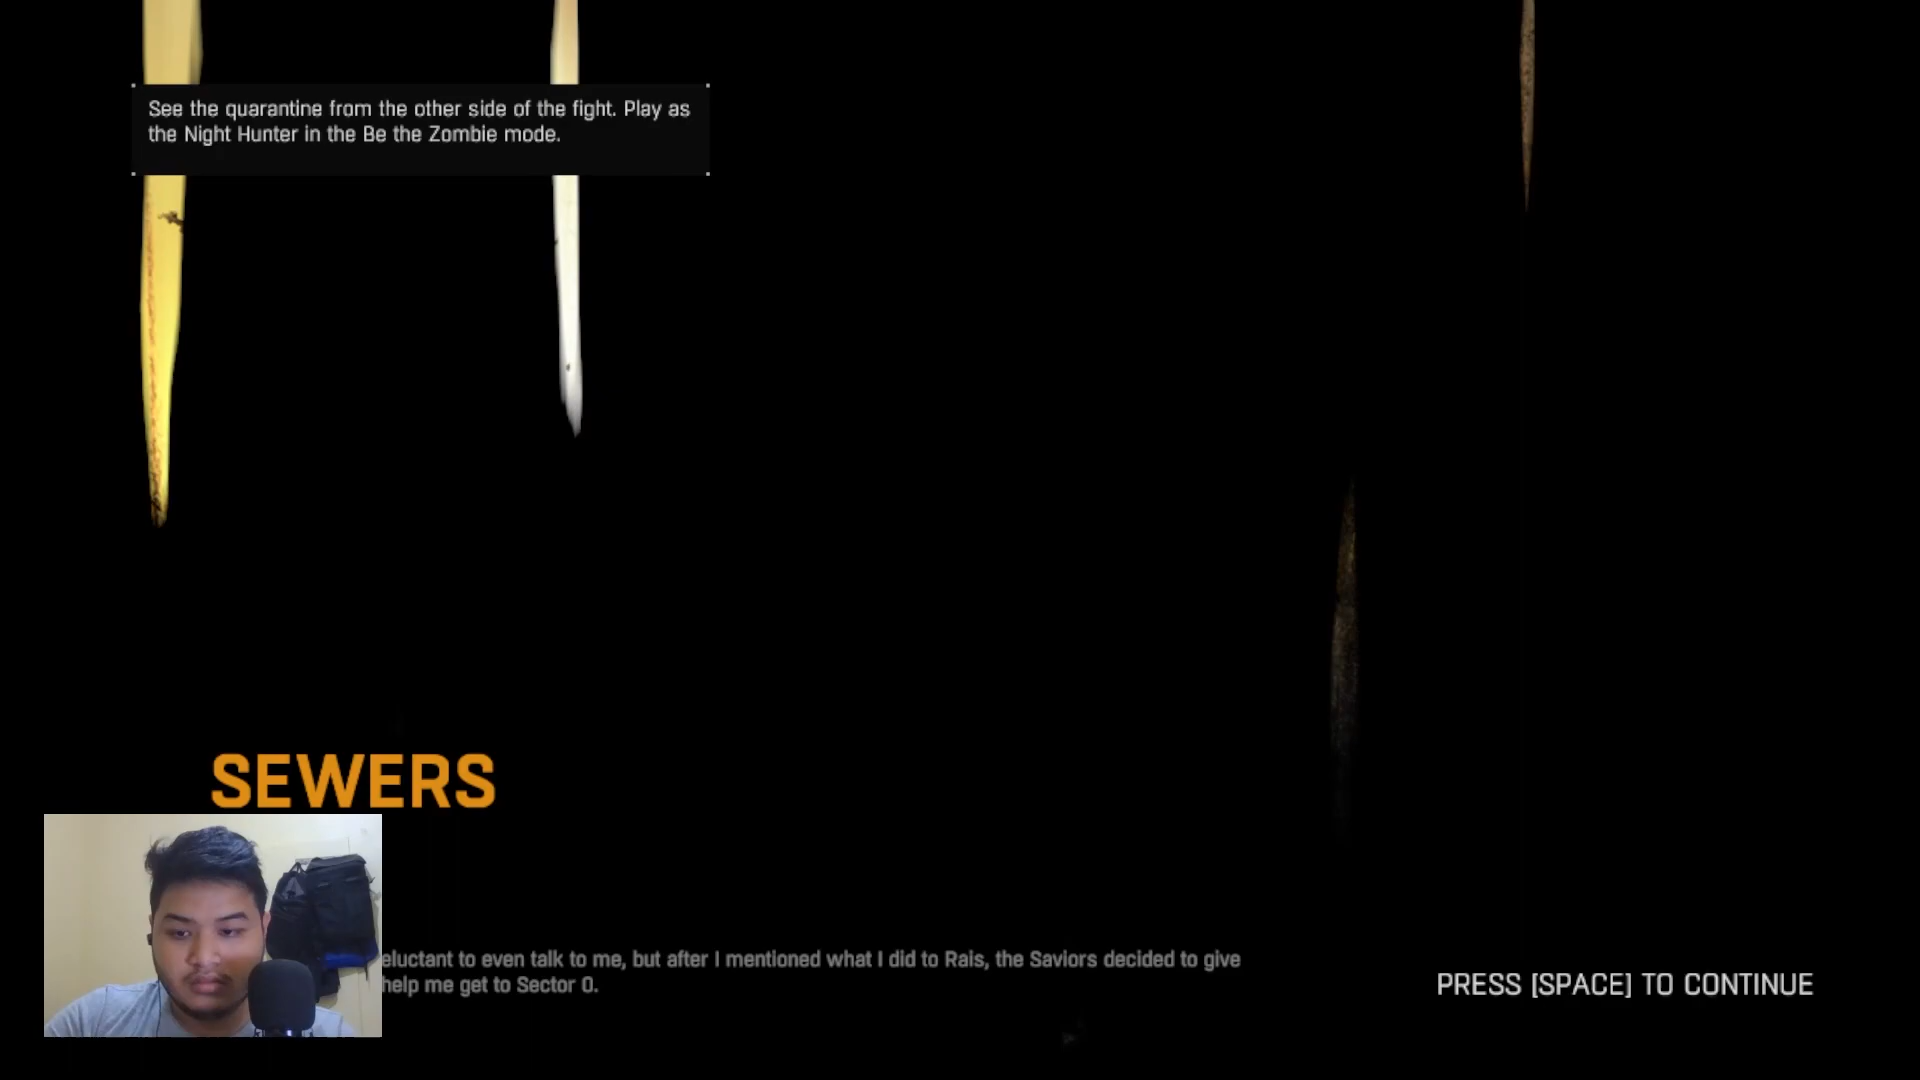 See the quarantine from the other side of the fight. Play as
the Night Hunter in the Be the Zombie mode.
SEWERS
eluctant to even talk to me, but after I mentioned what I did to Rais, the Saviors decided to give
help me get to Sector 0.
PRESS [SPACE] TO CONTINUE